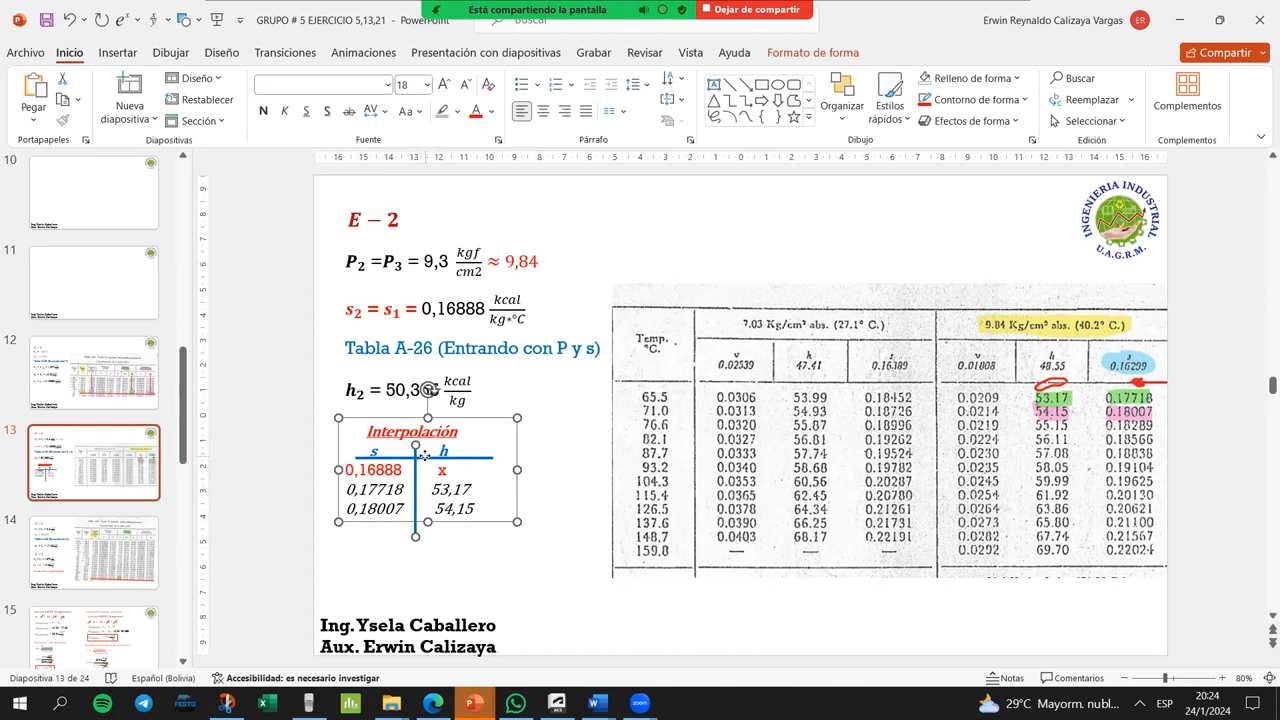 GRUPO # 5 EJERCICIO 5,13,21 - PowerPoint
Está compartiendo la pantalla
Dejar de compartir
Buscar
Erwin Reynaldo Calizaya Vargas
ER
Archivo Inicio Insertar Dibujar Diseño Transiciones Animaciones Presentación con diapositivas Grabar Revisar Vista Ayuda Formato de forma
Compartir
Pegar
Nueva diapositiva
Diseño
Restablecer
Sección
18
Organizar
Estilos rápidos
Relleno de forma
Contorno de forma
Efectos de forma
Buscar
Reemplazar
Seleccionar
Complementos
Portapapeles
Diapositivas
Fuente
Párrafo
Dibujo
Edición
Complementos
10
11
12
13
14
15
INGENIERIA INDUSTRIAL
U.A.G.R.M.
E − 2
P2 =P3 = 9,3 kgf/cm2 ≈ 9,84
s2 = s1 = 0,16888 kcal/kg∗°C
Tabla A-26 (Entrando con P y s)
h2 = 50,3 kcal/kg
Interpolación
s h
0,16888 x
0,17718 53,17
0,18007 54,15
7.03 Kg/cm² abs. (27.1° C.) 9.84 Kg/cm² abs. (40.2° C.)
Temp. °C. v 0.02539 h 47.41 s 0.16389 v 0.01808 h 48.55 s 0.16299
65.5 0.0306 53.99 0.18452 0.0209 53.17 0.17718
71.0 0.0313 54.93 0.18726 0.0214 54.15 0.18007
76.6 0.0320 55.87 0.18996 0.0219 55.15 0.18289
82.1 0.0327 56.81 0.19262 0.0224 56.11 0.18566
87.7 0.0333 57.74 0.19524 0.0230 57.08 0.18838
93.2 0.0340 58.68 0.19782 0.0235 58.05 0.19104
104.3 0.0353 60.56 0.20287 0.0245 59.99 0.19625
115.4 0.0365 62.45 0.20780 0.0254 61.92 0.20130
126.5 0.0378 64.34 0.21261 0.0264 63.86 0.20621
137.6 0.0390 66.25 0.21731 0.0273 65.80 0.21100
148.7 0.0403 68.17 0.22191 0.0282 67.74 0.21567
159.8 — — — 0.0292 69.70 0.22024
Ing. Ysela Caballero
Aux. Erwin Calizaya
Diapositiva 13 de 24
Español (Bolivia)
Accesibilidad: es necesario investigar
Notas
Comentarios
80%
29°C Mayorm. nubl...
ESP
20:24
24/1/2024